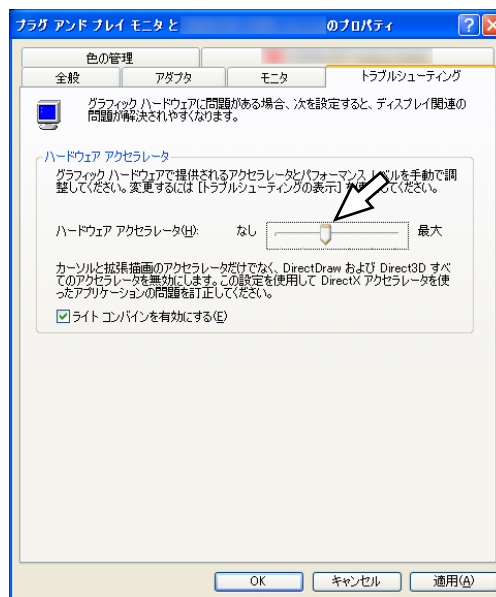 プラグ アンド プレイ モニタ と のプロパティ
色の管理
全般 アダプタ モニタ トラブルシューティング
グラフィック ハードウェアに問題がある場合、次を設定すると、ディスプレイ関連の
問題が解決されやすくなります。
ハードウェア アクセラレータ
グラフィック ハードウェアで提供されるアクセラレータとパフォーマンス レベルを手動で調
整してください。変更するには [トラブルシューティングの表示] を ください。
ハードウェア アクセラレータ(H): なし 最大
カーソルと拡張描画のアクセラレータだけでなく、DirectDraw および Direct3D すべ
てのアクセラレータを無効にします。この設定を使用して DirectX アクセラレータを使
ったアプリケーションの問題を訂正してください。
ライト コンバインを有効にする(E)
OK キャンセル 適用(A)